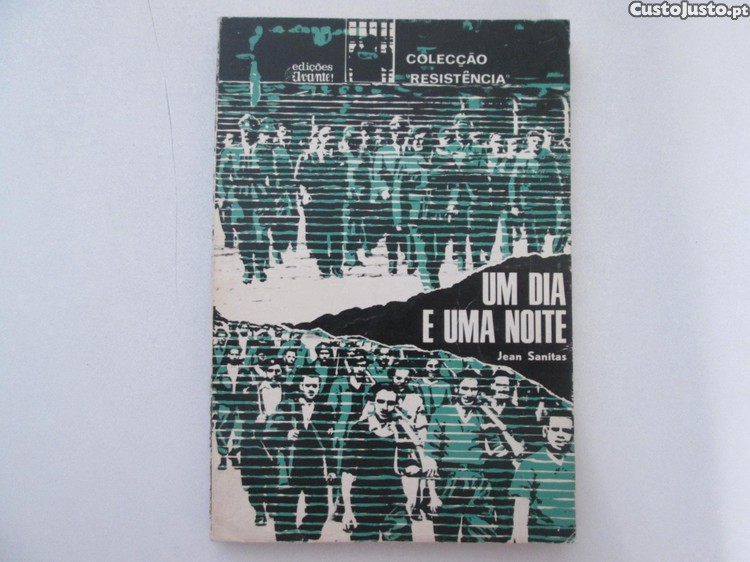 CustoJusto.pt
edições
Avante!
COLECÇÃO
"RESISTÊNCIA"
UM DIA
E UMA NOITE
Jean Sanitas